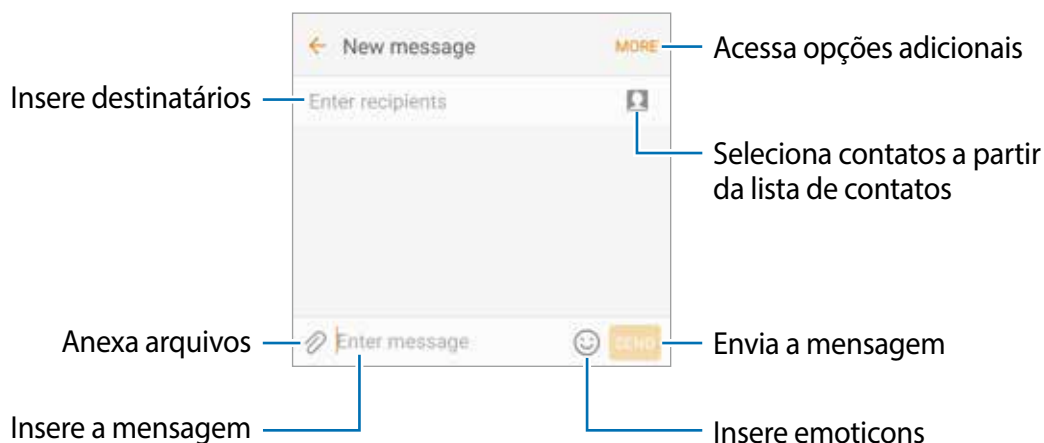 New message
MORE
Acessa opções adicionais
Insere destinatários
Enter recipients
Seleciona contatos a partir
da lista de contatos
Anexa arquivos
Enter message
SEND
Envia a mensagem
Insere a mensagem
Insere emoticons